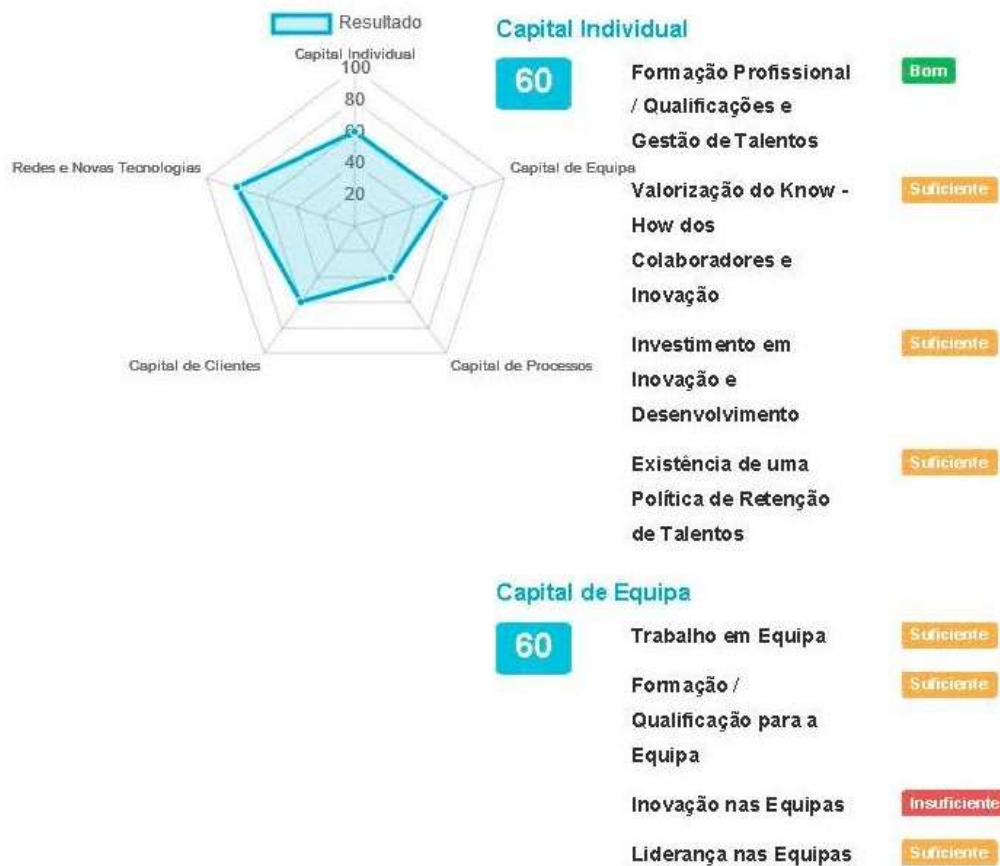 Resultado
Capital Individual
100
80
60
40
20
Redes e Novas Tecnologias
Capital de Equipa
Capital de Clientes
Capital de Processos
Capital Individual
60
Formação Profissional
/ Qualificações e
Gestão de Talentos
Bom
Valorização do Know -
How dos
Colaboradores e
Inovação
Suficiente
Investimento em
Inovação e
Desenvolvimento
Suficiente
Existência de uma
Política de Retenção
de Talentos
Suficiente
Capital de Equipa
60
Trabalho em Equipa
Suficiente
Formação /
Qualificação para a
Equipa
Suficiente
Inovação nas Equipas
Insuficiente
Liderança nas Equipas
Suficiente